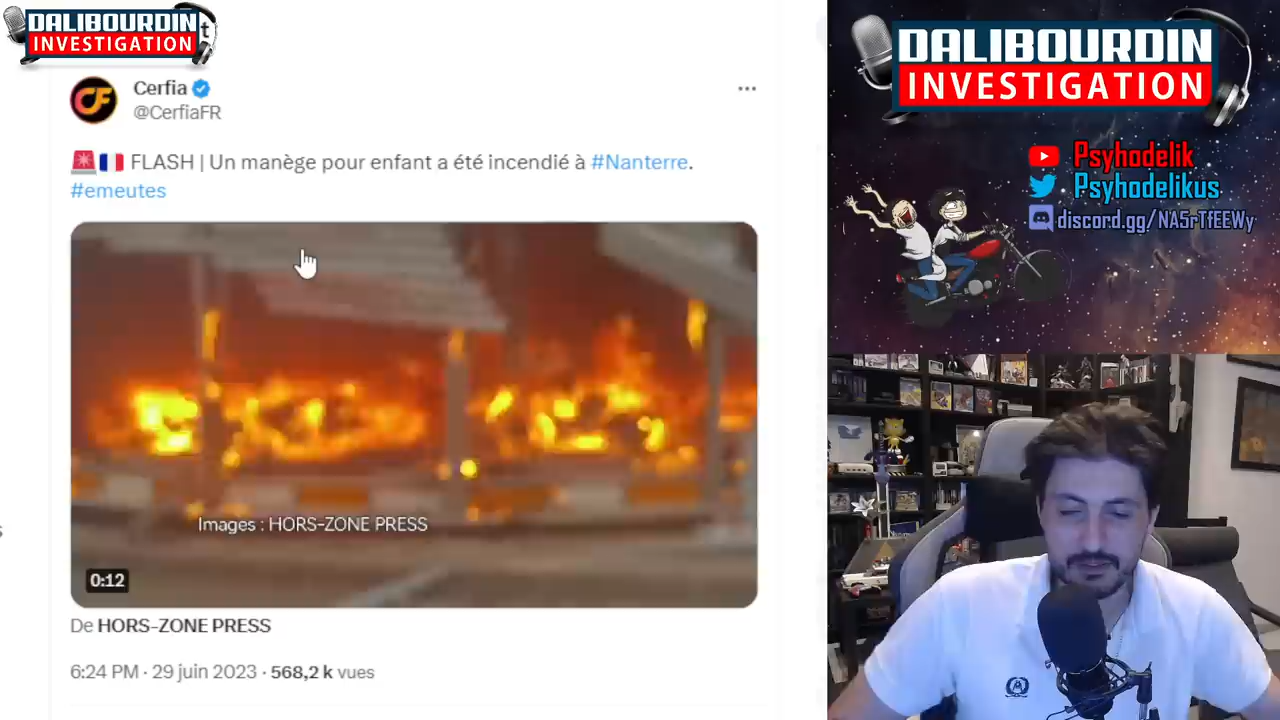 DALIBOURDIN
INVESTIGATION
Cerfia
@CerfiaFR
FLASH | Un manège pour enfant a été incendié à #Nanterre.
#emeutes
Images : HORS-ZONE PRESS
0:12
De HORS-ZONE PRESS
6:24 PM · 29 juin 2023 · 568,2 k vues
DALIBOURDIN
INVESTIGATION
Psyhodelik
Psyhodelikus
discord.gg/NA5rTfEEWy